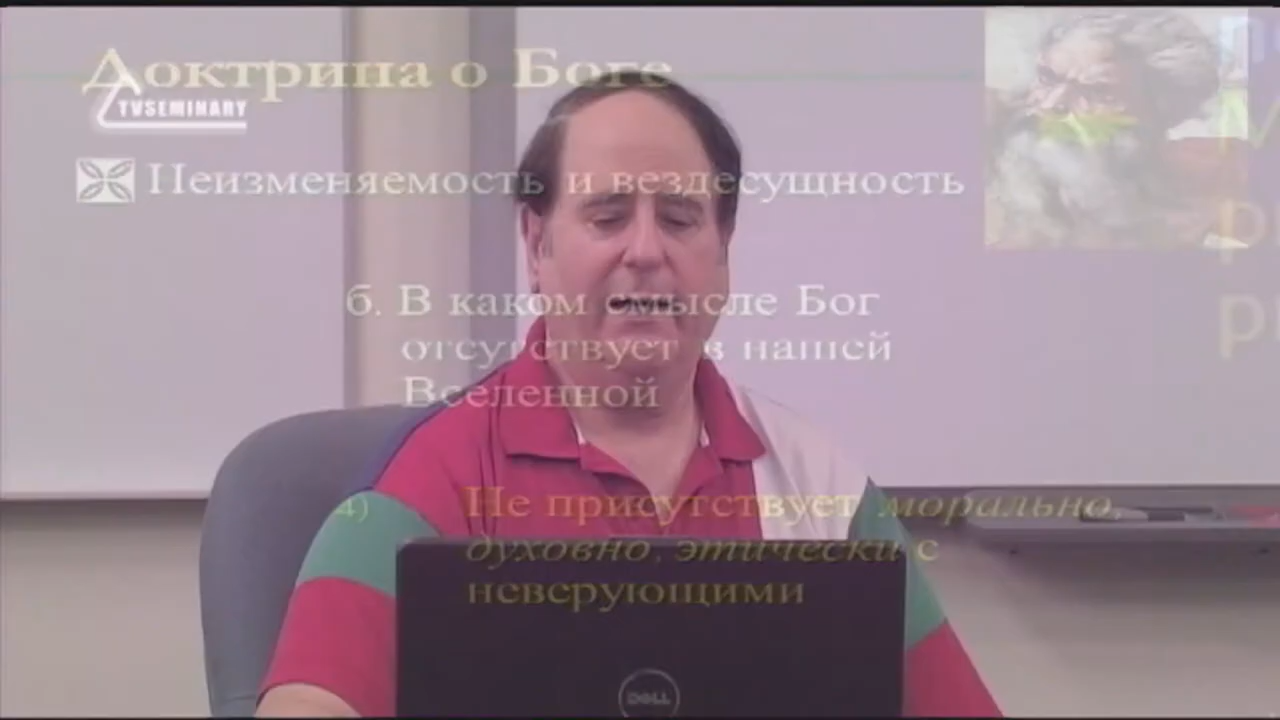 Доктрина о Боге
TVSEMINARY
Неизменяемость и вездесущность
б. В каком смысле Бог
отсутствует в нашей
Вселенной
4) Не присутствует морально,
духовно, этически с
неверующими
DELL